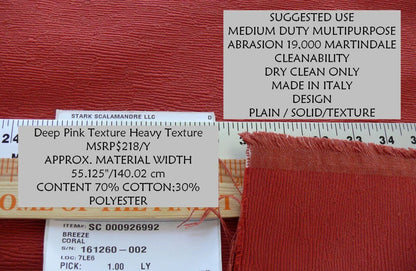 SUGGESTED USE
MEDIUM DUTY MULTIPURPOSE
ABRASION 19,000 MARTINDALE
CLEANABILITY
DRY CLEAN ONLY
MADE IN ITALY
DESIGN
PLAIN / SOLID/TEXTURE
STARK SCALAMANDRE LLC
Deep Pink Texture Heavy Texture
MSRP$218/Y
APPROX. MATERIAL WIDTH
55.125"/140.02 cm
CONTENT 70% COTTON;30%
POLYESTER
ITEM#: SC 000926992
BREEZE
CORAL
S/N: 161260-002
LOC: 7LE6
PICK: 1.00 LY